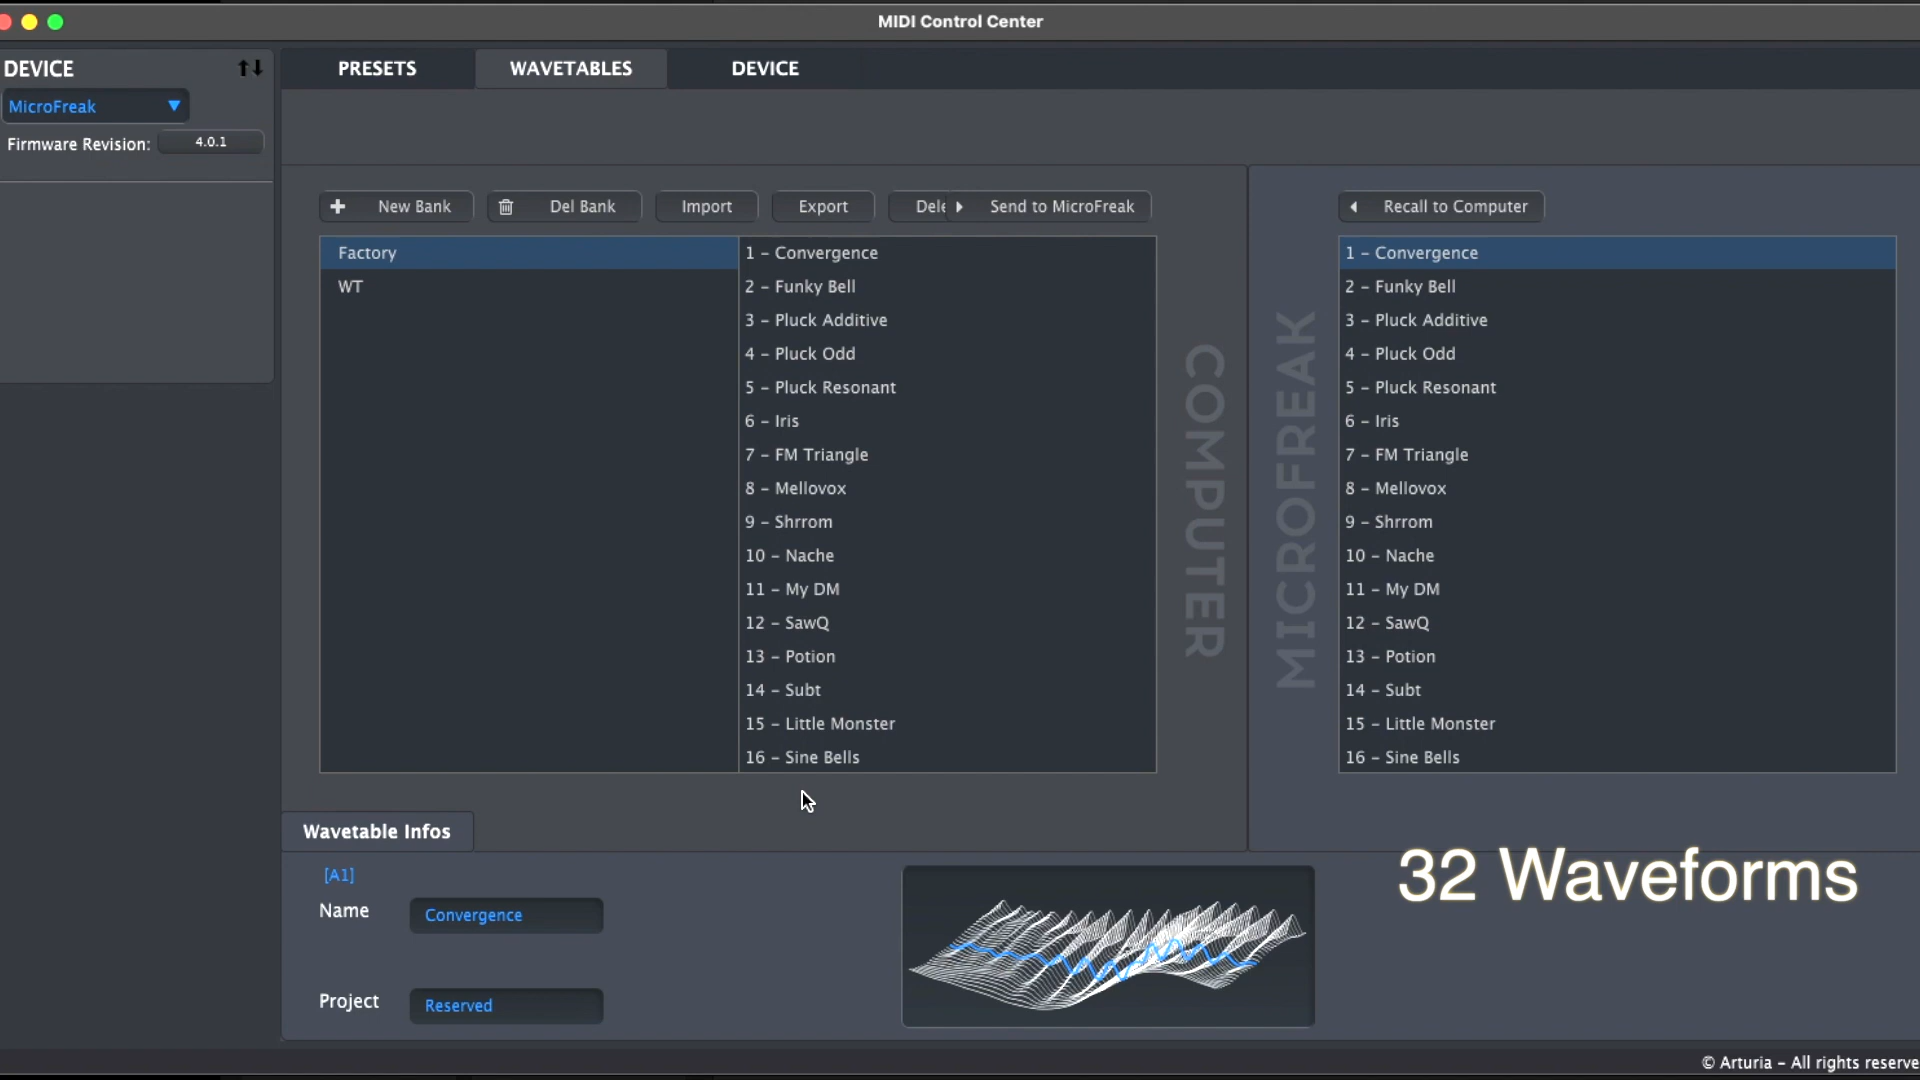 MIDI Control Center
DEVICE
MicroFreak
Firmware Revision: 4.0.1
PRESETS WAVETABLES DEVICE
New Bank Del Bank Import Export Dele Send to MicroFreak
Factory
WT
1 – Convergence
2 – Funky Bell
3 – Pluck Additive
4 – Pluck Odd
5 – Pluck Resonant
6 – Iris
7 – FM Triangle
8 – Mellovox
9 – Shrrom
10 – Nache
11 – My DM
12 – SawQ
13 – Potion
14 – Subt
15 – Little Monster
16 – Sine Bells
COMPUTER
MICROFREAK
Recall to Computer
1 – Convergence
2 – Funky Bell
3 – Pluck Additive
4 – Pluck Odd
5 – Pluck Resonant
6 – Iris
7 – FM Triangle
8 – Mellovox
9 – Shrrom
10 – Nache
11 – My DM
12 – SawQ
13 – Potion
14 – Subt
15 – Little Monster
16 – Sine Bells
Wavetable Infos
[A1]
Name Convergence
Project Reserved
32 Waveforms
© Arturia – All rights reserve